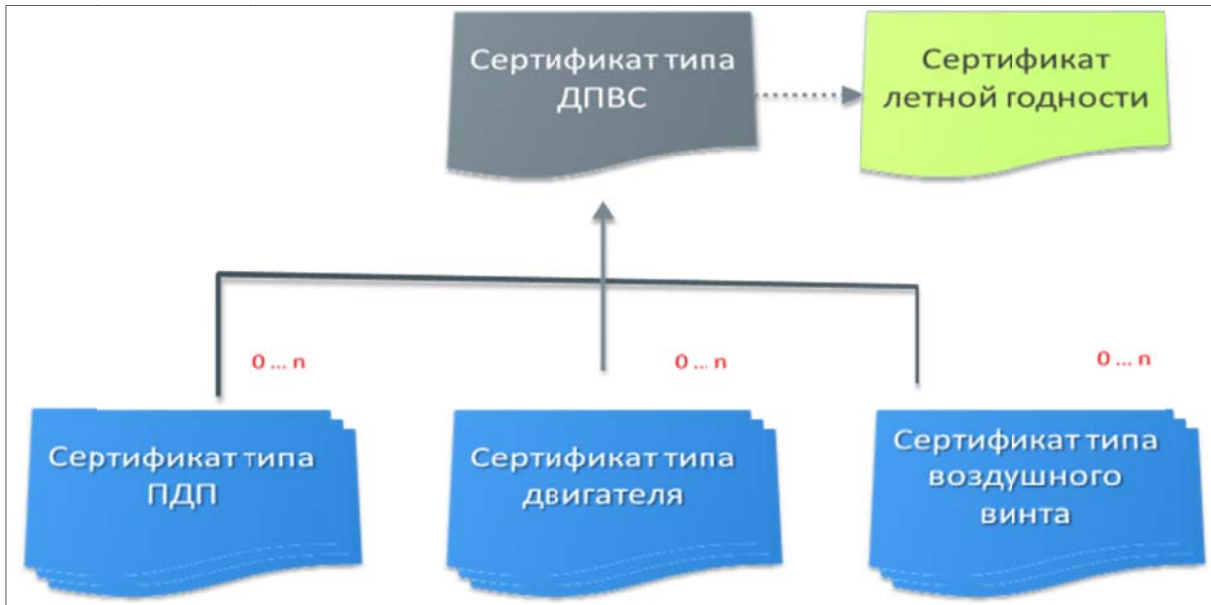 Сертификат типа
ДПВС
Сертификат
летной годности
0 ... n
0 ... n
0 ... n
Сертификат типа
ПДП
Сертификат типа
двигателя
Сертификат типа
воздушного
винта